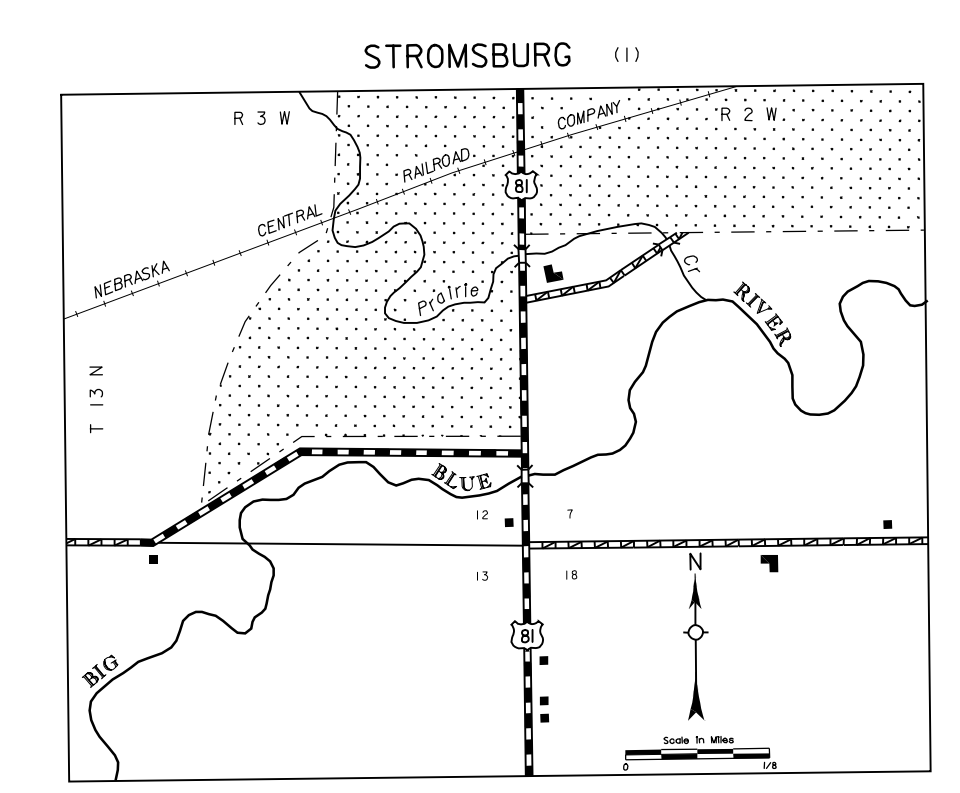 STROMSBURG (1)
R 3 W
COMPANY
R 2 W
RAILROAD
81
CENTRAL
NEBRASKA
Cr
Prairie
RIVER
T 13 N
BLUE
12
7
13
18
N
81
BIG
Scale in Miles
0 1/8